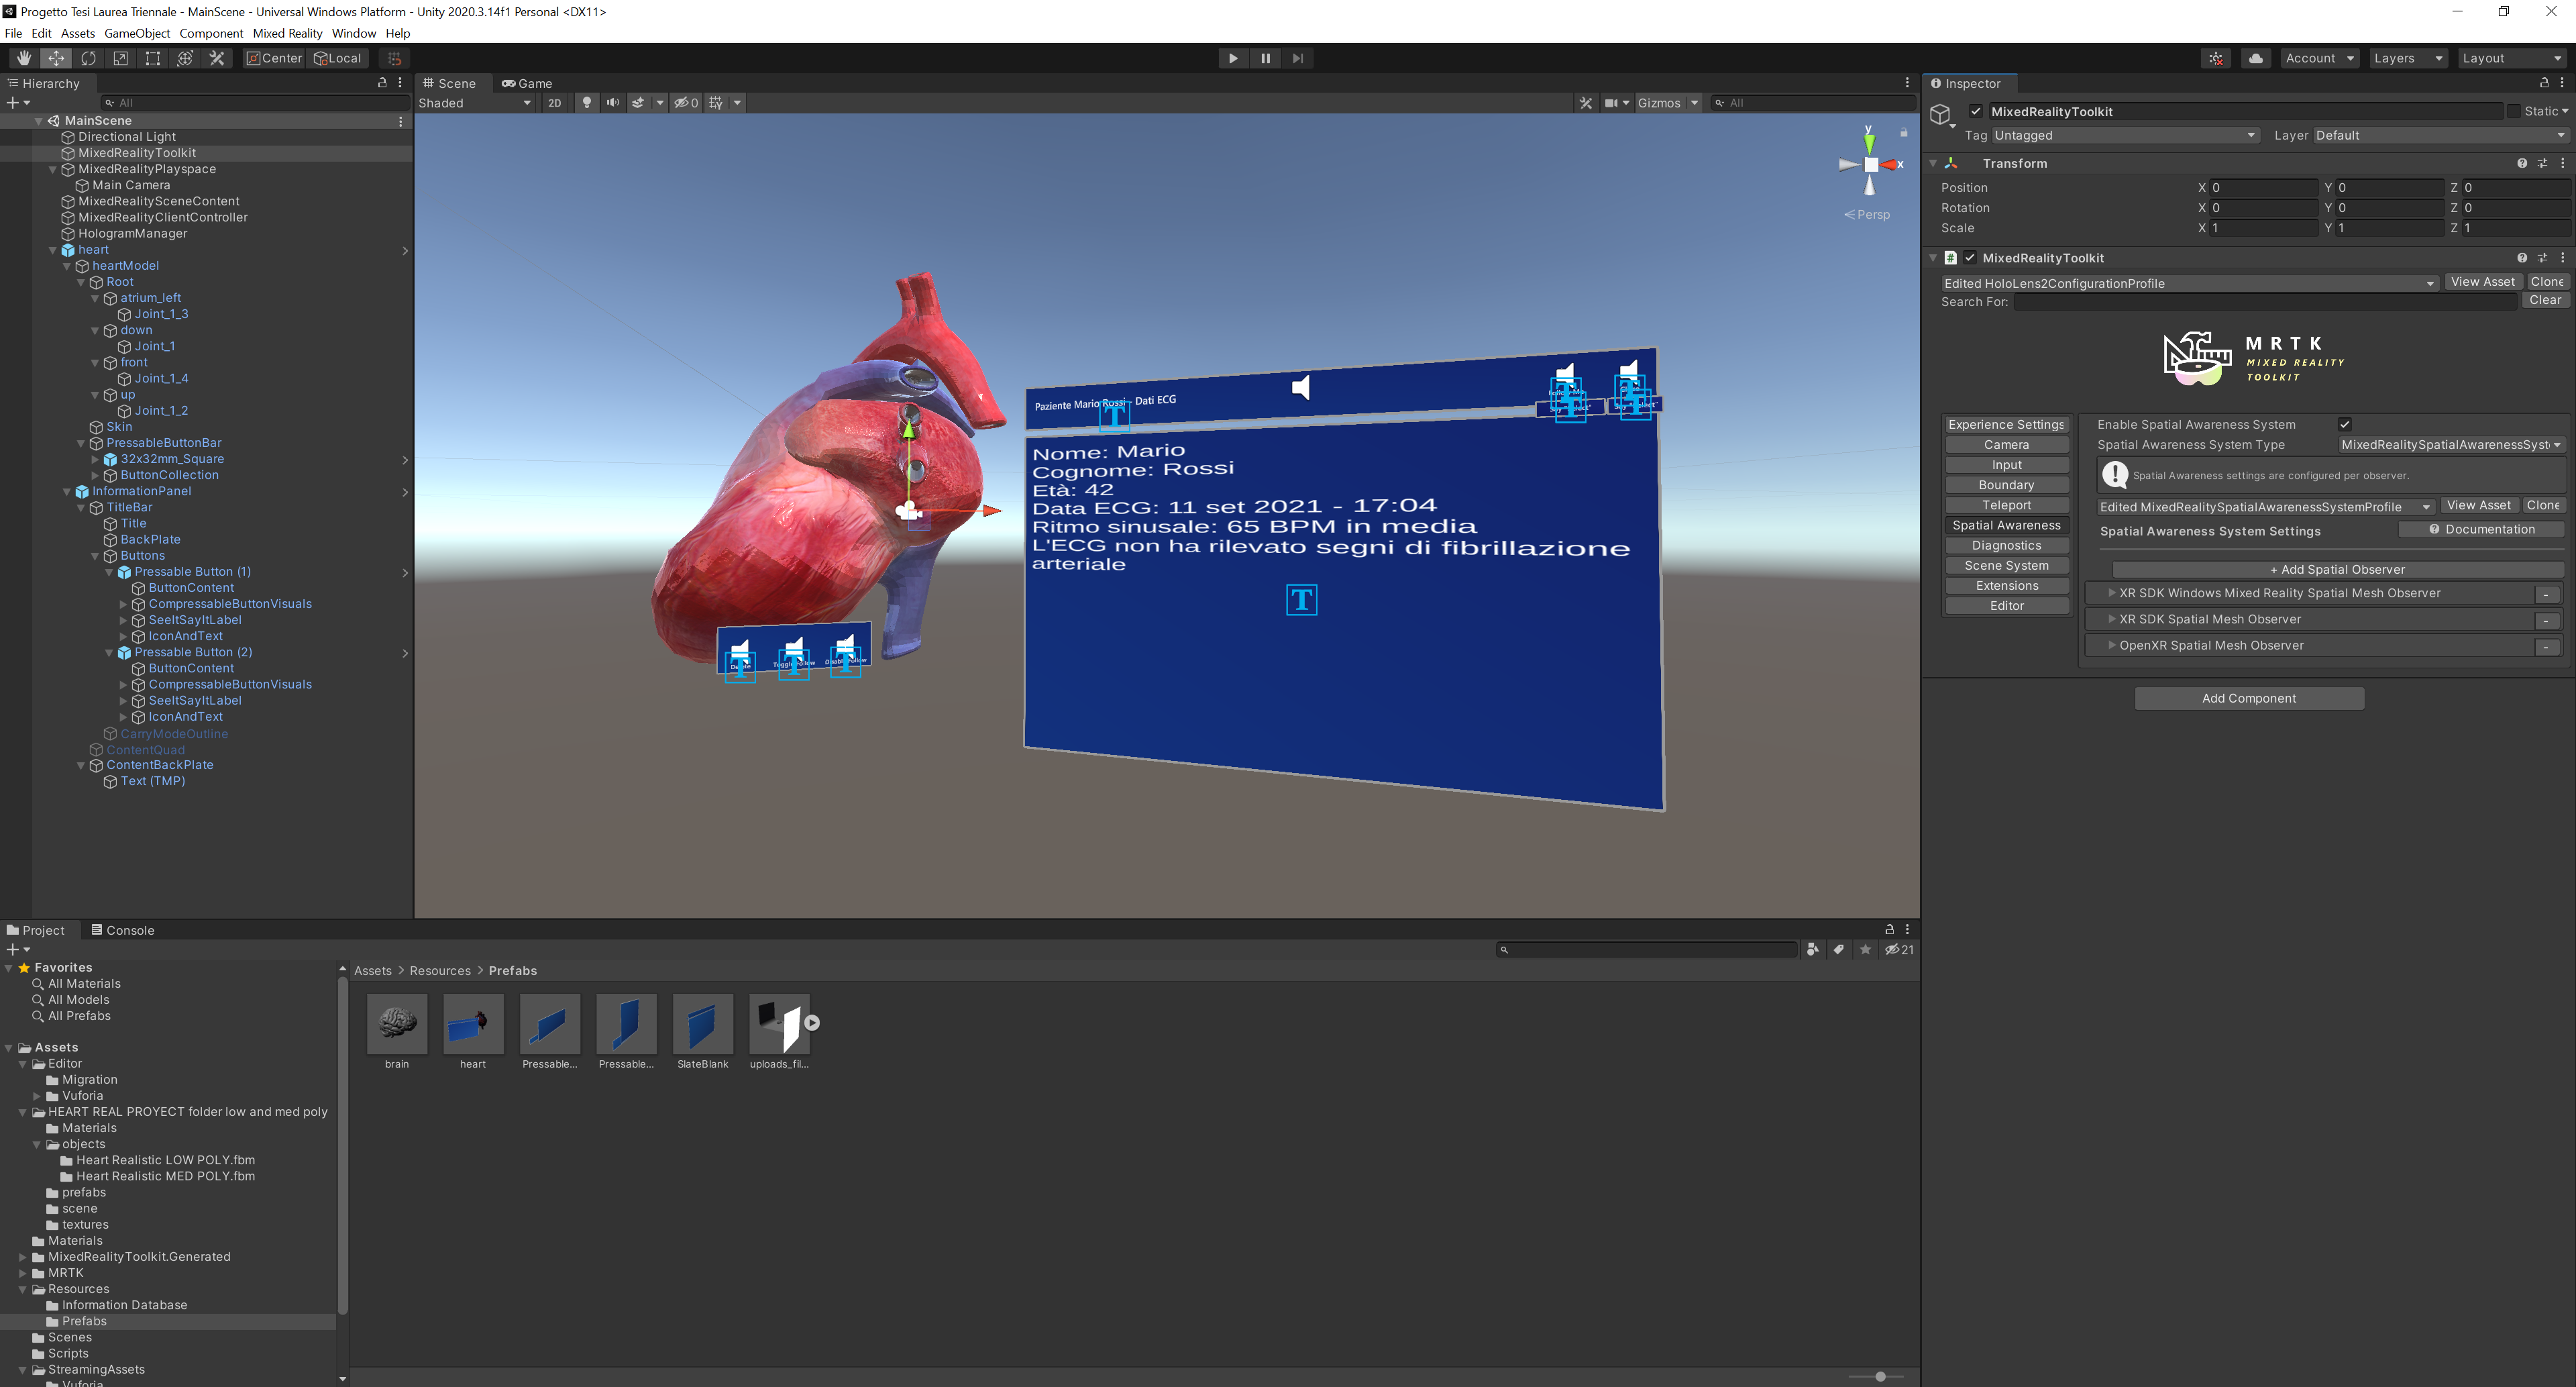 Progetto Tesi Laurea Triennale - MainScene - Universal Windows Platform - Unity 2020.3.14f1 Personal <DX11>
File Edit Assets GameObject Component Mixed Reality Window Help
Center Local
Account Layers Layout
Hierarchy
All
MainScene
Directional Light
MixedRealityToolkit
MixedRealityPlayspace
Main Camera
MixedRealitySceneContent
MixedRealityClientController
HologramManager
heart
heartModel
Root
atrium_left
Joint_1_3
down
Joint_1
front
Joint_1_4
up
Joint_1_2
Skin
PressableButtonBar
32x32mm_Square
ButtonCollection
InformationPanel
TitleBar
Title
BackPlate
Buttons
Pressable Button (1)
ButtonContent
CompressableButtonVisuals
SeeItSayItLabel
IconAndText
Pressable Button (2)
ButtonContent
CompressableButtonVisuals
SeeItSayItLabel
IconAndText
CarryModeOutline
ContentQuad
ContentBackPlate
Text (TMP)
Scene Game
Shaded 2D 0 Gizmos All
y
x
Persp
Paziente Mario Rossi - Dati ECG
Nome: Mario
Cognome: Rossi
Età: 42
Data ECG: 11 set 2021 - 17:04
Ritmo sinusale: 65 BPM in media
L'ECG non ha rilevato segni di fibrillazione
arteriale
T
T
T T T
Inspector
MixedRealityToolkit Static
Tag Untagged Layer Default
Transform
Position X 0 Y 0 Z 0
Rotation X 0 Y 0 Z 0
Scale X 1 Y 1 Z 1
MixedRealityToolkit
Edited HoloLens2ConfigurationProfile View Asset Clone
Search For: Clear
MRTK
MIXED REALITY
TOOLKIT
Experience Settings
Camera
Input
Boundary
Teleport
Spatial Awareness
Diagnostics
Scene System
Extensions
Editor
Enable Spatial Awareness System
Spatial Awareness System Type MixedRealitySpatialAwarenessSyst
Spatial Awareness settings are configured per observer.
Edited MixedRealitySpatialAwarenessSystemProfile View Asset Clone
Spatial Awareness System Settings Documentation
+ Add Spatial Observer
XR SDK Windows Mixed Reality Spatial Mesh Observer -
XR SDK Spatial Mesh Observer -
OpenXR Spatial Mesh Observer -
Add Component
Project Console
21
Favorites
All Materials
All Models
All Prefabs
Assets
Editor
Migration
Vuforia
HEART REAL PROYECT folder low and med poly
Materials
objects
Heart Realistic LOW POLY.fbm
Heart Realistic MED POLY.fbm
prefabs
scene
textures
Materials
MixedRealityToolkit.Generated
MRTK
Resources
Information Database
Prefabs
Scenes
Scripts
StreamingAssets
Vuforia
Assets > Resources > Prefabs
brain heart Pressable... Pressable... SlateBlank uploads_fil...